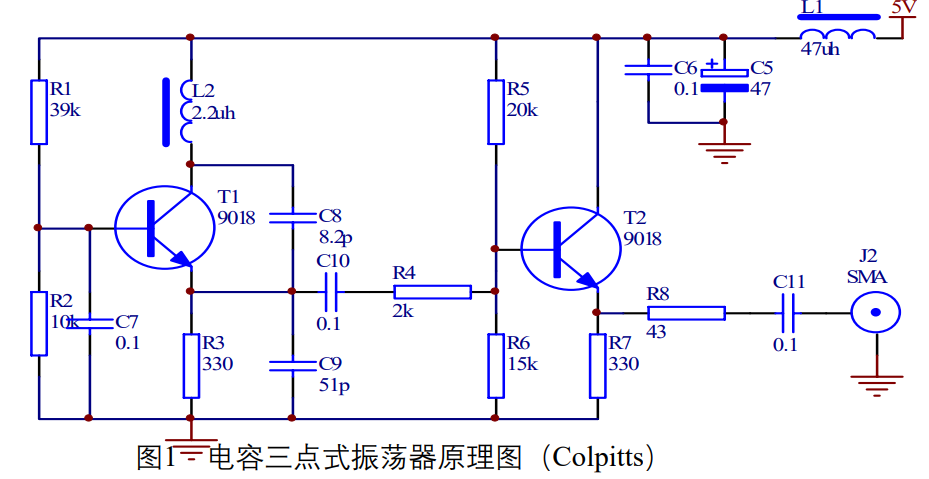 L1
5V
47uh
R1
39k
L2
2.2uh
R5
20k
C6
0.1
C5
47
T1
9018
C8
8.2p
T2
9018
C10
0.1
R4
2k
J2
SMA
C11
0.1
R8
43
R2
10k
C7
0.1
R3
330
C9
51p
R6
15k
R7
330
图1 电容三点式振荡器原理图（Colpitts）